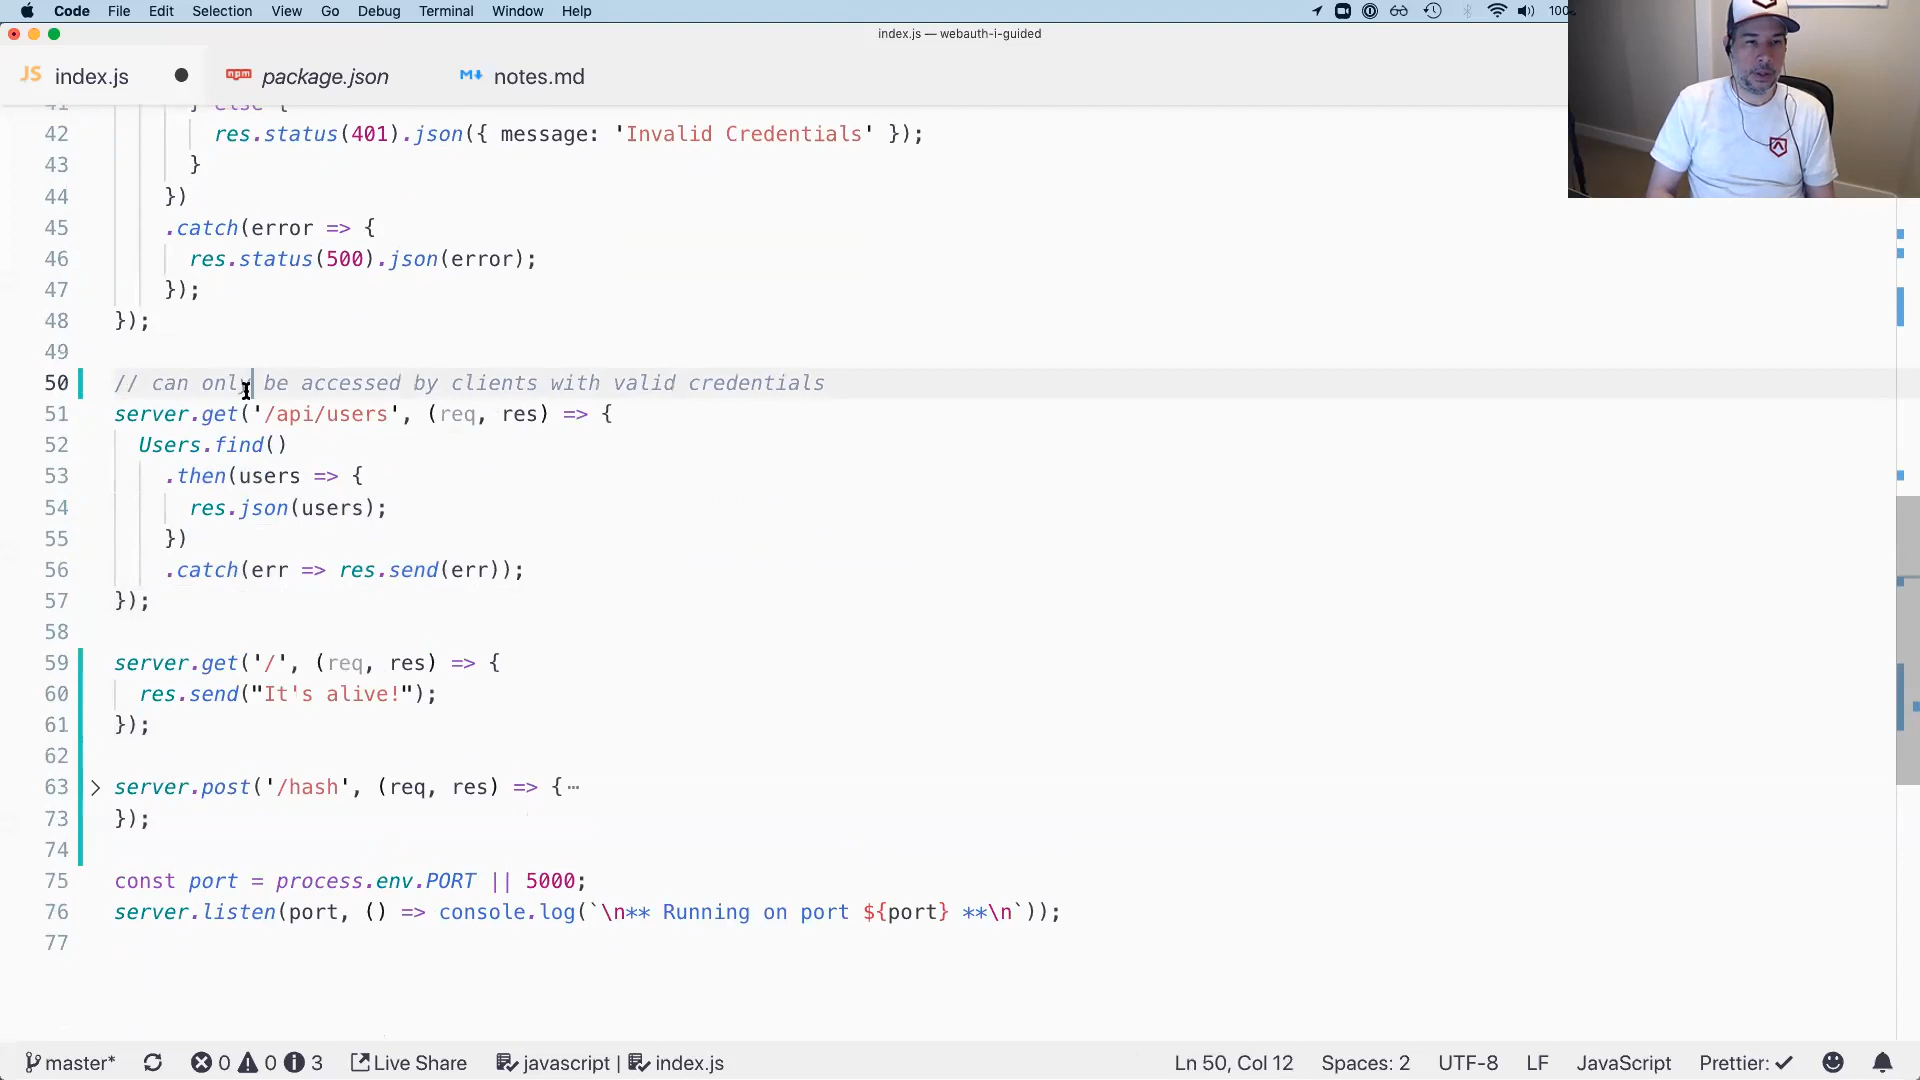 Code File Edit Selection View Go Debug Terminal Window Help 100
index.js — webauth-i-guided
JS index.js npm package.json M↓ notes.md
41 } else {
42 res.status(401).json({ message: 'Invalid Credentials' });
43 }
44 })
45 .catch(error => {
46 res.status(500).json(error);
47 });
48 });
49
50 // can only be accessed by clients with valid credentials
51 server.get('/api/users', (req, res) => {
52 Users.find()
53 .then(users => {
54 res.json(users);
55 })
56 .catch(err => res.send(err));
57 });
58
59 server.get('/', (req, res) => {
60 res.send("It's alive!");
61 });
62
63 server.post('/hash', (req, res) => {⋯
73 });
74
75 const port = process.env.PORT || 5000;
76 server.listen(port, () => console.log(`\n** Running on port ${port} **\n`));
77
master* 0 0 3 Live Share javascript | index.js Ln 50, Col 12 Spaces: 2 UTF-8 LF JavaScript Prettier: ✓